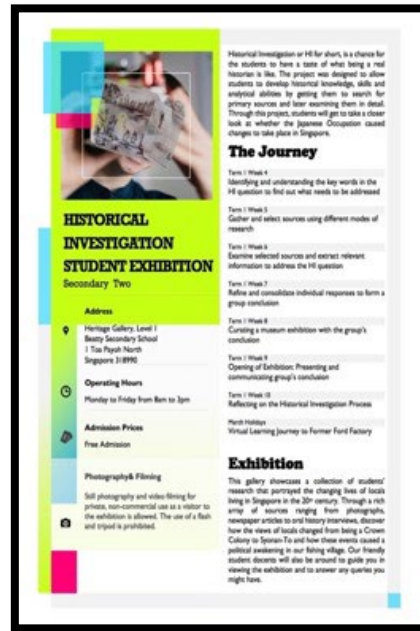 HISTORICAL
INVESTIGATION
STUDENT EXHIBITION
Secondary Two
Address
Heritage Gallery, Level 1
Beatty Secondary School
1 Toa Payoh North
Singapore 318990
Operating Hours
Monday to Friday from 8am to 3pm
Admission Prices
Free Admission
Photography& Filming
Still photography and video filming for
private, non-commercial use as a visitor to
the exhibition is allowed. The use of a flash
and tripod is prohibited.
Historical Investigation or HI for short, is a chance for
the students to have a taste of what being a real
historian is like. The project was designed to allow
students to develop historical knowledge, skills and
analytical abilities by getting them to search for
primary sources and later examining them in detail.
Through this project, students will get to take a closer
look at whether the Japanese Occupation caused
changes to take place in Singapore.
The Journey
Term 1 Week 4
Identifying and understanding the key words in the
HI question to find out what needs to be addressed
Term 1 Week 5
Gather and select sources using different modes of
research
Term 1 Week 6
Examine selected sources and extract relevant
information to address the HI question
Term 1 Week 7
Refine and consolidate individual responses to form a
group conclusion
Term 1 Week 8
Curating a museum exhibition with the group's
conclusion
Term 1 Week 9
Opening of Exhibition: Presenting and
communicating group's conclusion
Term 1 Week 10
Reflecting on the Historical Investigation Process
March Holidays
Virtual Learning Journey to Former Ford Factory
Exhibition
This gallery showcases a collection of students'
research that portrayed the changing lives of locals
living in Singapore in the 20th century. Through a rich
array of sources ranging from photographs,
newspaper articles to oral history interviews, discover
how the views of locals changed from being a Crown
Colony to Syonan-To and how these events caused a
political awakening in our fishing village. Our friendly
student docents will also be around to guide you in
viewing the exhibition and to answer any queries you
might have.